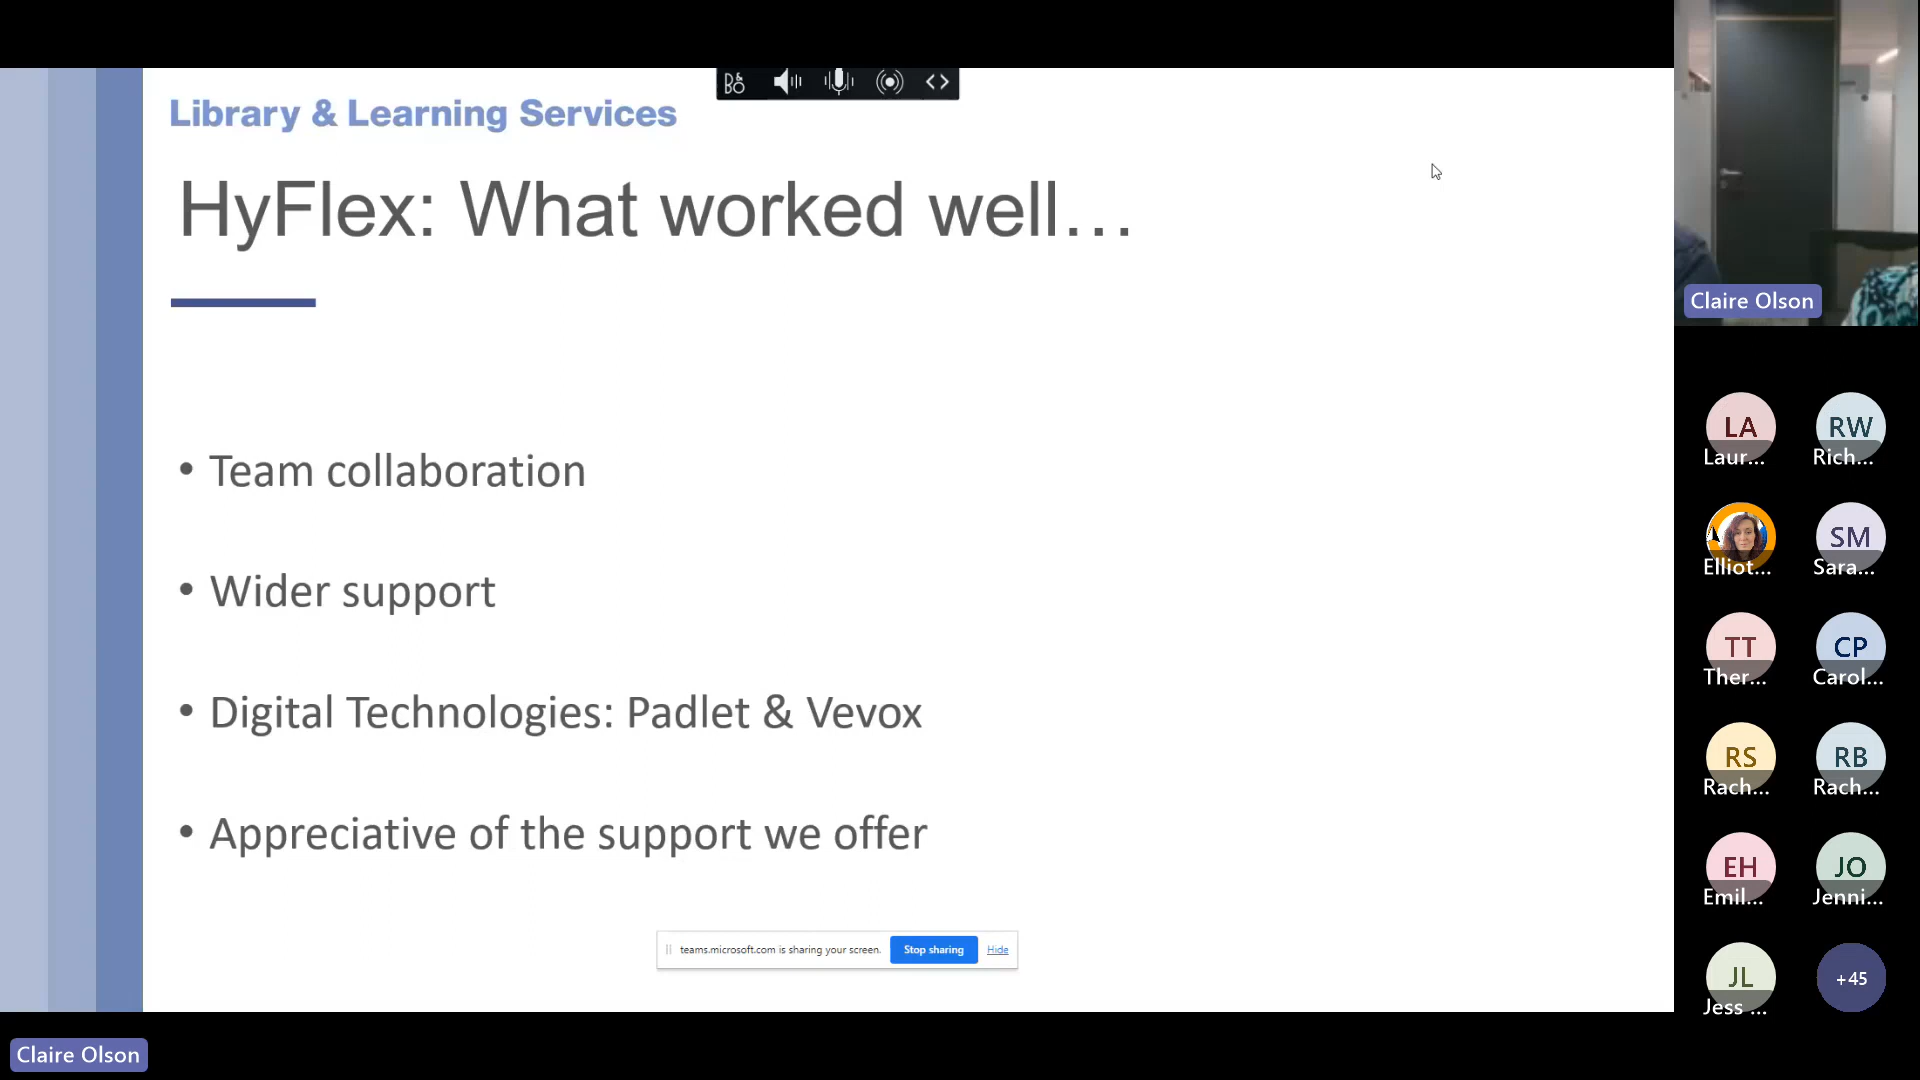 B&O
Library & Learning Services
HyFlex: What worked well...
• Team collaboration
• Wider support
• Digital Technologies: Padlet & Vevox
• Appreciative of the support we offer
teams.microsoft.com is sharing your screen. Stop sharing Hide
Claire Olson
LA RW
Laur... Rich...
Elliot... SM
Sara...
TT CP
Ther... Carol...
RS RB
Rach... Rach...
EH JO
Emil... Jenni...
JL +45
Jess ...
Claire Olson